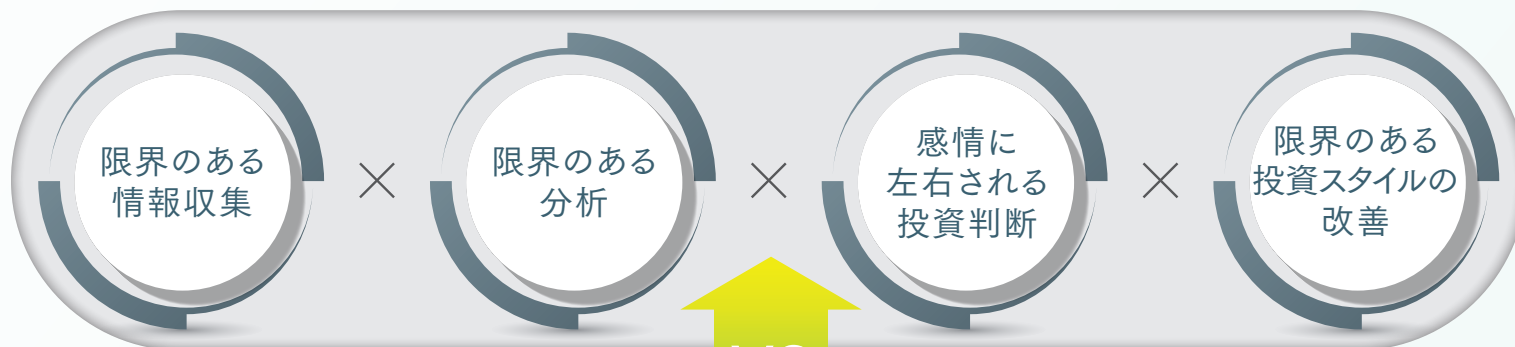 限界のある
情報収集
×
限界のある
分析
×
感情に
左右される
投資判断
×
限界のある
投資スタイルの
改善